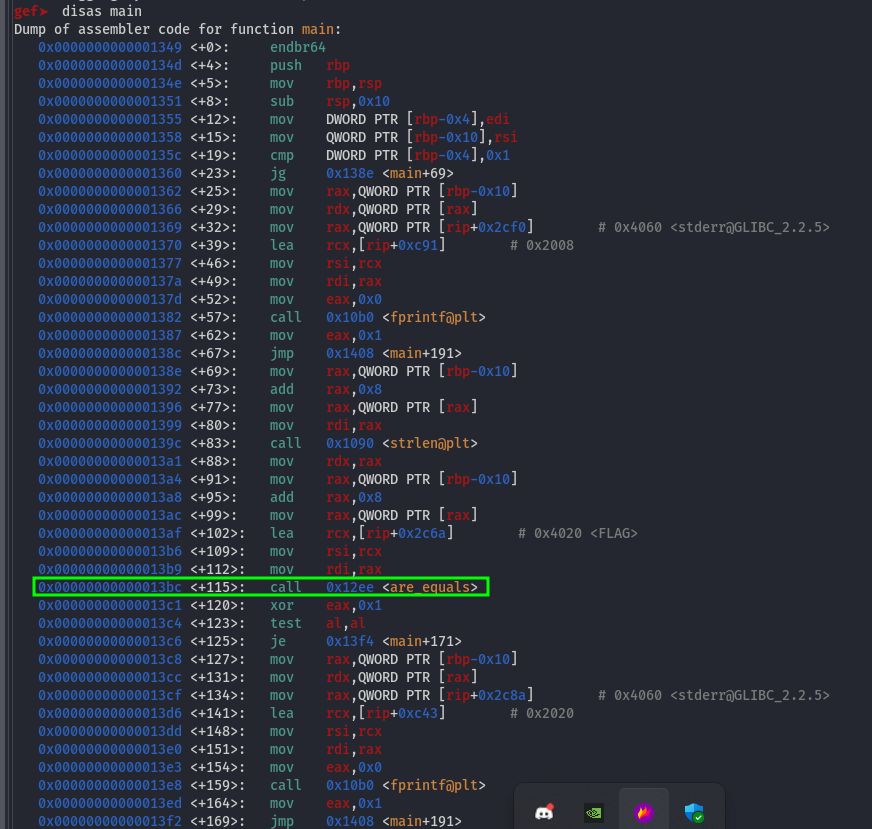 gef➤  disas main
Dump of assembler code for function main:
   0x0000000000001349 <+0>:     endbr64
   0x000000000000134d <+4>:     push   rbp
   0x000000000000134e <+5>:     mov    rbp,rsp
   0x0000000000001351 <+8>:     sub    rsp,0x10
   0x0000000000001355 <+12>:    mov    DWORD PTR [rbp-0x4],edi
   0x0000000000001358 <+15>:    mov    QWORD PTR [rbp-0x10],rsi
   0x000000000000135c <+19>:    cmp    DWORD PTR [rbp-0x4],0x1
   0x0000000000001360 <+23>:    jg     0x138e <main+69>
   0x0000000000001362 <+25>:    mov    rax,QWORD PTR [rbp-0x10]
   0x0000000000001366 <+29>:    mov    rdx,QWORD PTR [rax]
   0x0000000000001369 <+32>:    mov    rax,QWORD PTR [rip+0x2cf0]        # 0x4060 <stderr@GLIBC_2.2.5>
   0x0000000000001370 <+39>:    lea    rcx,[rip+0xc91]        # 0x2008
   0x0000000000001377 <+46>:    mov    rsi,rcx
   0x000000000000137a <+49>:    mov    rdi,rax
   0x000000000000137d <+52>:    mov    eax,0x0
   0x0000000000001382 <+57>:    call   0x10b0 <fprintf@plt>
   0x0000000000001387 <+62>:    mov    eax,0x1
   0x000000000000138c <+67>:    jmp    0x1408 <main+191>
   0x000000000000138e <+69>:    mov    rax,QWORD PTR [rbp-0x10]
   0x0000000000001392 <+73>:    add    rax,0x8
   0x0000000000001396 <+77>:    mov    rax,QWORD PTR [rax]
   0x0000000000001399 <+80>:    mov    rdi,rax
   0x000000000000139c <+83>:    call   0x1090 <strlen@plt>
   0x00000000000013a1 <+88>:    mov    rdx,rax
   0x00000000000013a4 <+91>:    mov    rax,QWORD PTR [rbp-0x10]
   0x00000000000013a8 <+95>:    add    rax,0x8
   0x00000000000013ac <+99>:    mov    rax,QWORD PTR [rax]
   0x00000000000013af <+102>:   lea    rcx,[rip+0x2c6a]        # 0x4020 <FLAG>
   0x00000000000013b6 <+109>:   mov    rsi,rcx
   0x00000000000013b9 <+112>:   mov    rdi,rax
   0x00000000000013bc <+115>:   call   0x12ee <are_equals>
   0x00000000000013c1 <+120>:   xor    eax,0x1
   0x00000000000013c4 <+123>:   test   al,al
   0x00000000000013c6 <+125>:   je     0x13f4 <main+171>
   0x00000000000013c8 <+127>:   mov    rax,QWORD PTR [rbp-0x10]
   0x00000000000013cc <+131>:   mov    rdx,QWORD PTR [rax]
   0x00000000000013cf <+134>:   mov    rax,QWORD PTR [rip+0x2c8a]        # 0x4060 <stderr@GLIBC_2.2.5>
   0x00000000000013d6 <+141>:   lea    rcx,[rip+0xc43]        # 0x2020
   0x00000000000013dd <+148>:   mov    rsi,rcx
   0x00000000000013e0 <+151>:   mov    rdi,rax
   0x00000000000013e3 <+154>:   mov    eax,0x0
   0x00000000000013e8 <+159>:   call   0x10b0 <fprintf@plt>
   0x00000000000013ed <+164>:   mov    eax,0x1
   0x00000000000013f2 <+169>:   jmp    0x1408 <main+191>